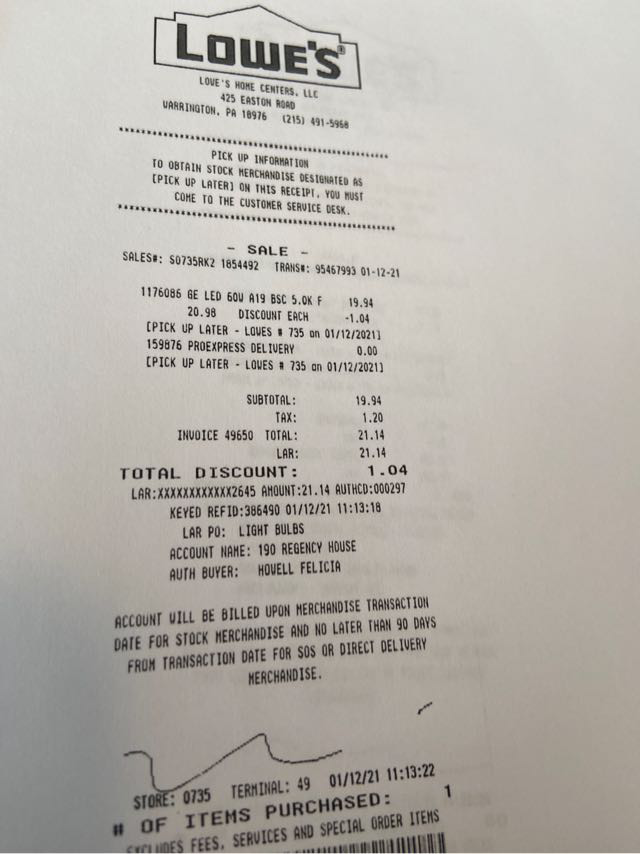 LOWE'S
LOWE'S HOME CENTERS, LLC
425 EASTON ROAD
WARRINGTON, PA 18976 (215) 491-5968
PICK UP INFORMATION
TO OBTAIN STOCK MERCHANDISE DESIGNATED AS
[PICK UP LATER] ON THIS RECEIPT, YOU MUST
COME TO THE CUSTOMER SERVICE DESK.
- SALE -
SALES#: S0735RK2 1854492 TRANS#: 95467993 01-12-21
1176086 GE LED 60W A19 BSC 5.0K F 19.94
20.98 DISCOUNT EACH -1.04
[PICK UP LATER - LOWES # 735 on 01/12/2021]
159876 PROEXPRESS DELIVERY 0.00
[PICK UP LATER - LOWES # 735 on 01/12/2021]
SUBTOTAL: 19.94
TAX: 1.20
INVOICE 49650 TOTAL: 21.14
LAR: 21.14
TOTAL DISCOUNT: 1.04
LAR:XXXXXXXXXXXX2645 AMOUNT:21.14 AUTHCD:000297
KEYED REFID:386490 01/12/21 11:13:18
LAR PO: LIGHT BULBS
ACCOUNT NAME: 190 REGENCY HOUSE
AUTH BUYER: HOWELL FELICIA
ACCOUNT WILL BE BILLED UPON MERCHANDISE TRANSACTION
DATE FOR STOCK MERCHANDISE AND NO LATER THAN 90 DAYS
FROM TRANSACTION DATE FOR SOS OR DIRECT DELIVERY
MERCHANDISE.
STORE: 0735 TERMINAL: 49 01/12/21 11:13:22
# OF ITEMS PURCHASED: 1
EXCLUDES FEES, SERVICES AND SPECIAL ORDER ITEMS